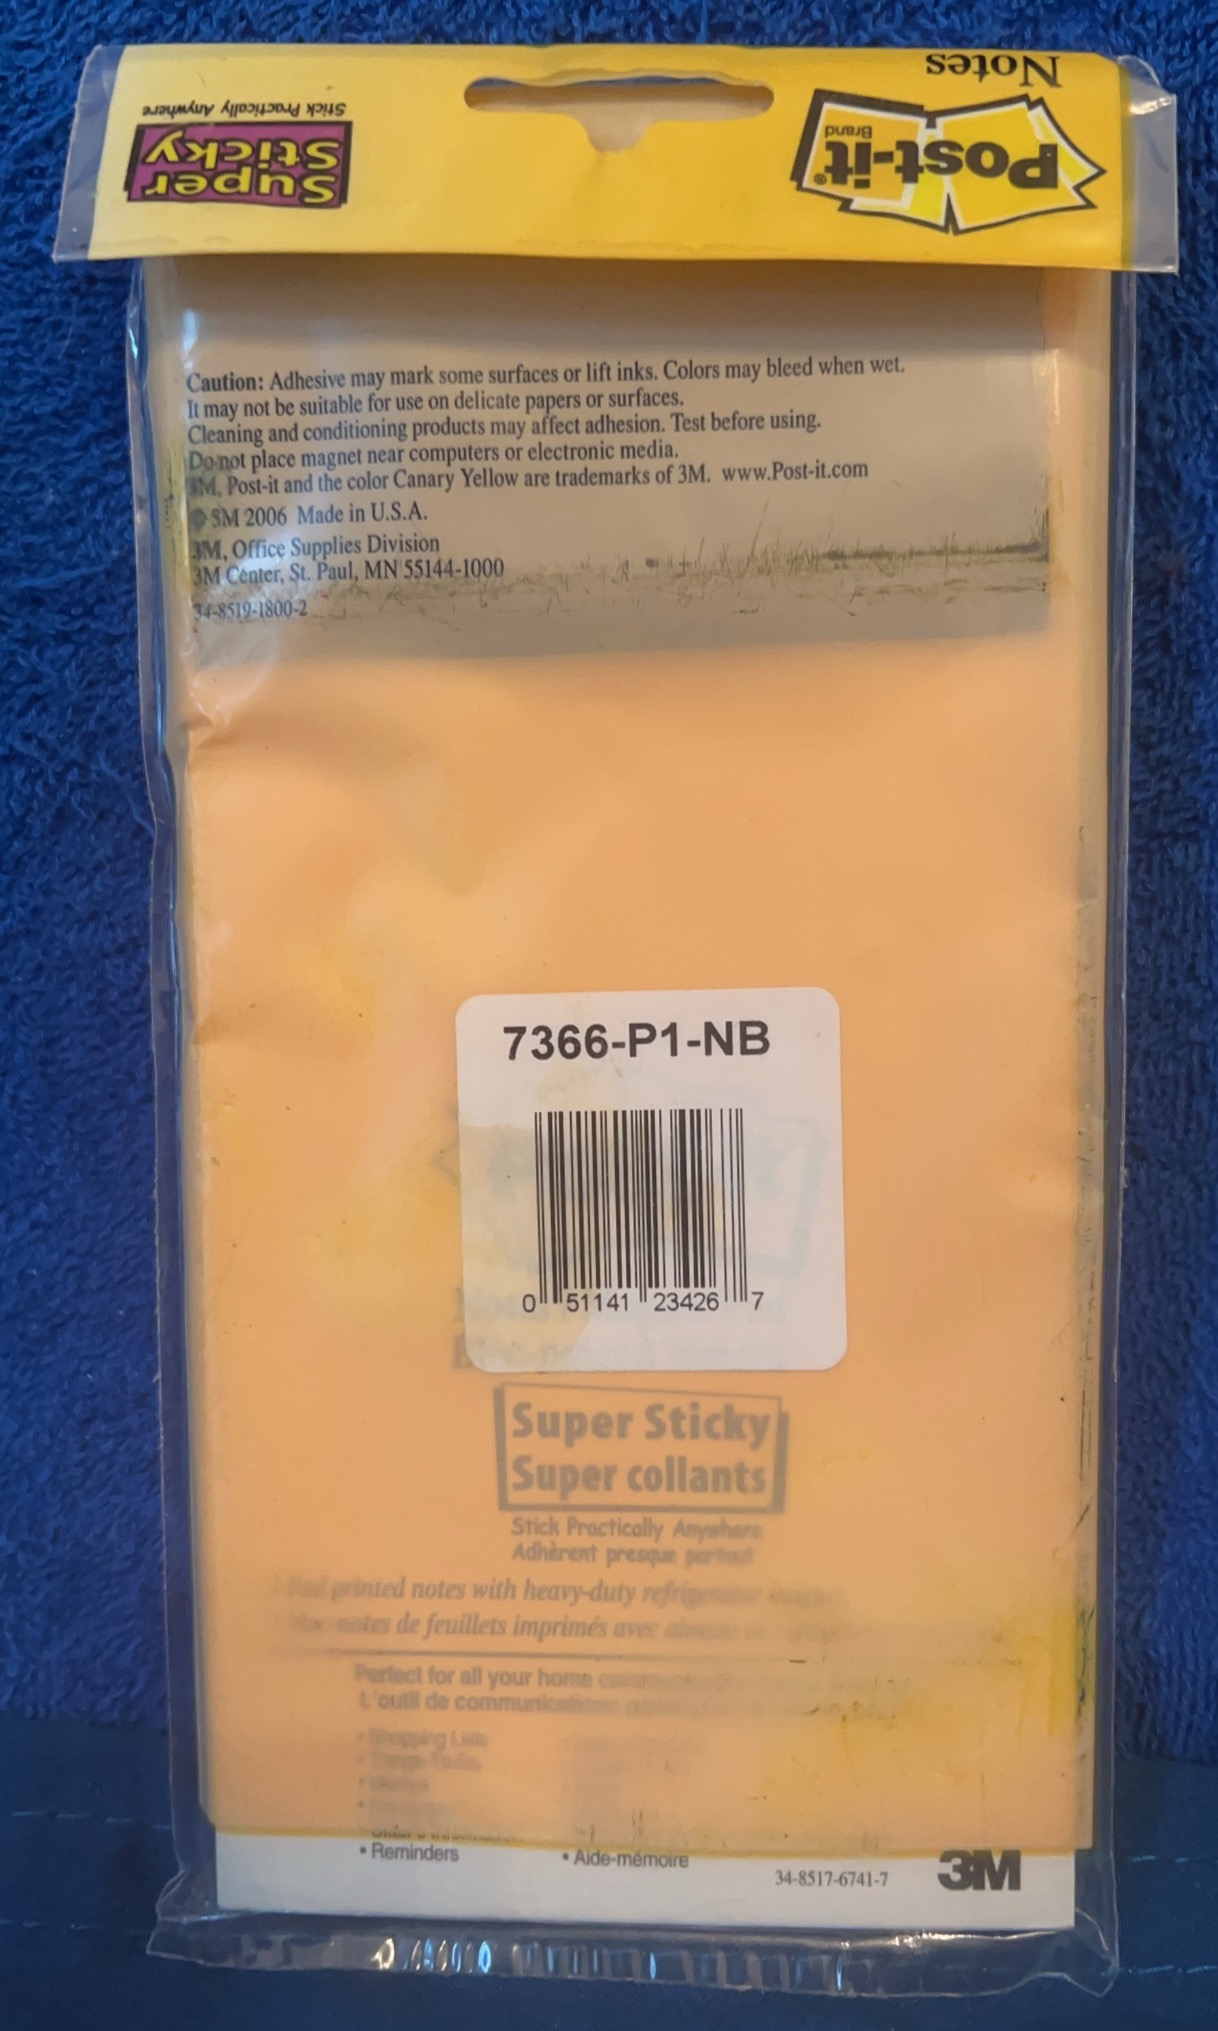 Notes
Post-it®
Brand
Super
Sticky
Stick Practically Anywhere
Caution: Adhesive may mark some surfaces or lift inks. Colors may bleed when wet.
It may not be suitable for use on delicate papers or surfaces.
Cleaning and conditioning products may affect adhesion. Test before using.
Do not place magnet near computers or electronic media.
3M, Post-it and the color Canary Yellow are trademarks of 3M. www.Post-it.com
© 3M 2006 Made in U.S.A.
3M, Office Supplies Division
3M Center, St. Paul, MN 55144-1000
34-8519-1800-2
7366-P1-NB
0 51141 23426 7
Super Sticky
Super collants
Stick Practically Anywhere
Adhèrent presque partout
printed notes with heavy-duty
notes de feuillets imprimés avec
Perfect for all your home
L'outil de
• Shopping Lists
• Reminders
• Aide-mémoire
34-8517-6741-7
3M